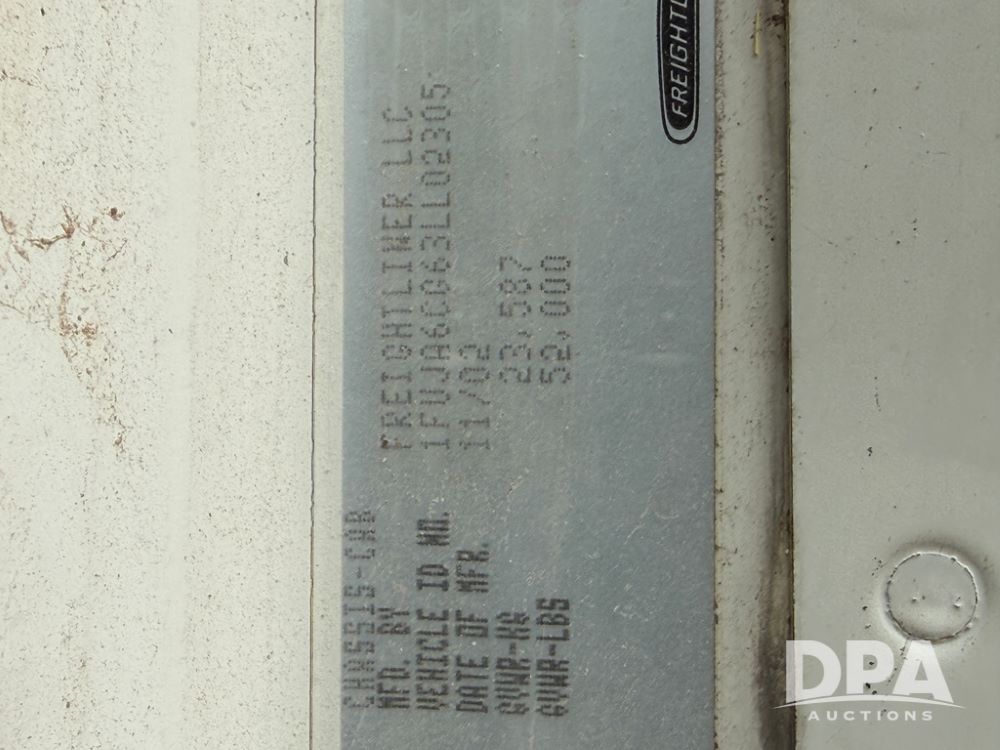 CHASSIS-CAB
MFD. BY FREIGHTLINER LLC
VEHICLE ID NO. 1FUJA6CG63LL02305
DATE OF MFR. 11/02
GVWR-KG 23,587
GVWR-LBS 52,000
FREIGHTL
DPA
AUCTIONS